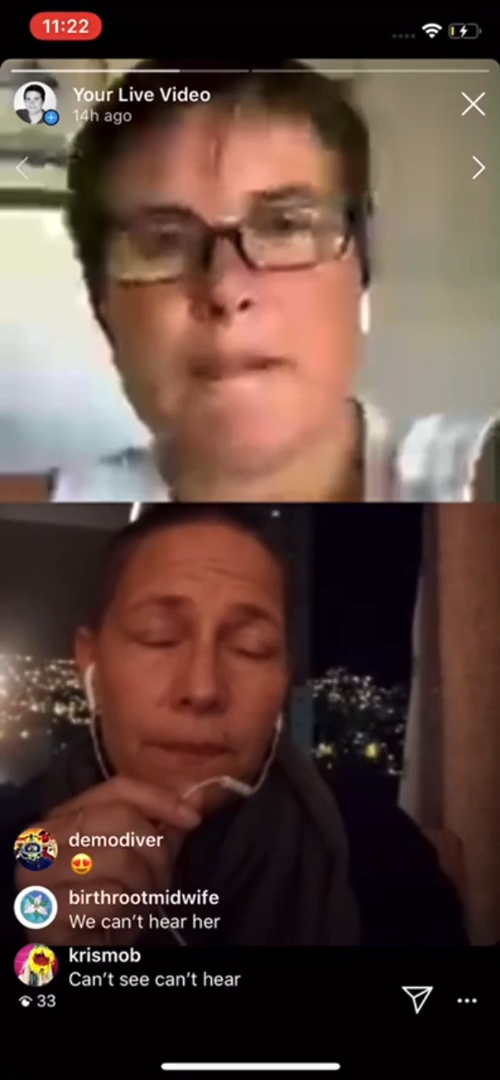 11:22
Your Live Video
14h ago
demodiver
😍
birthrootmidwife
We can't hear her
krismob
Can't see can't hear
33